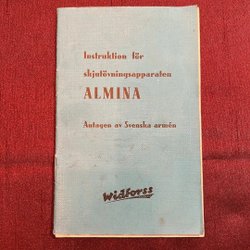 Instruktion för
skjutövningsapparaten
ALMINA
Antagen av Svenska armén
Widforss